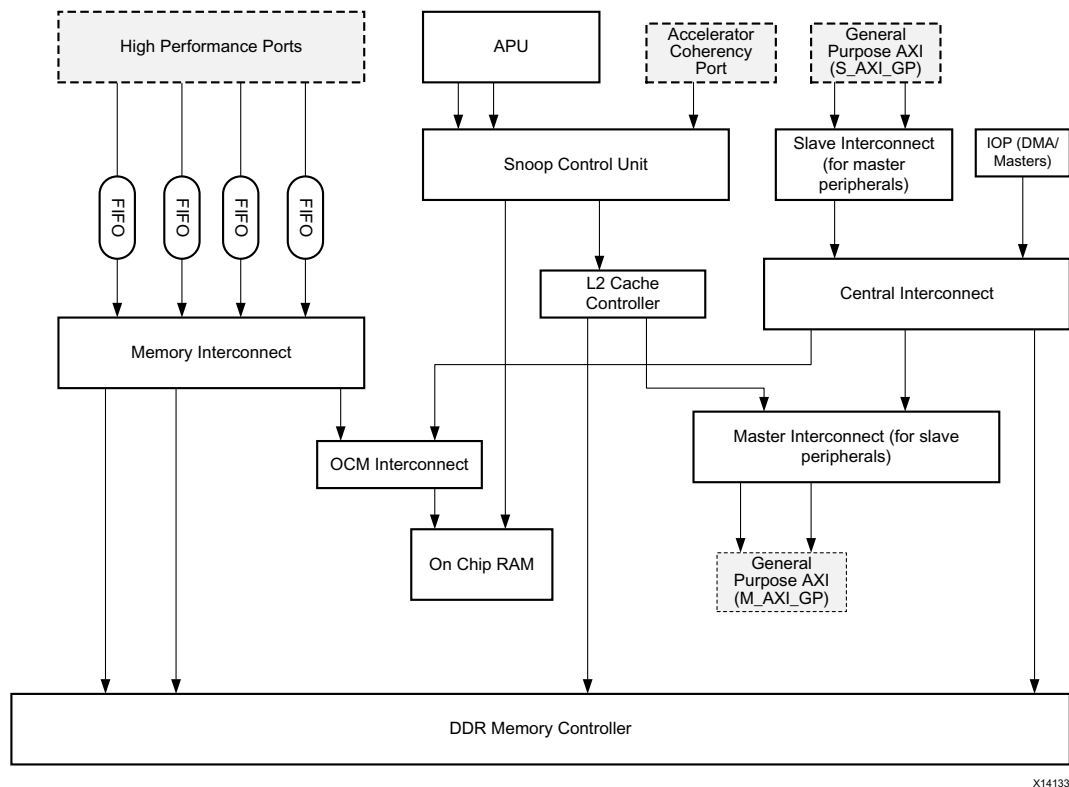 High Performance Ports
APU
Accelerator
Coherency
Port
General
Purpose AXI
(S_AXI_GP)
Snoop Control Unit
Slave Interconnect
(for master
peripherals)
IOP (DMA/
Masters)
FIFO
FIFO
FIFO
FIFO
L2 Cache
Controller
Central Interconnect
Memory Interconnect
Master Interconnect (for slave
peripherals)
OCM Interconnect
On Chip RAM
General
Purpose AXI
(M_AXI_GP)
DDR Memory Controller
X14133